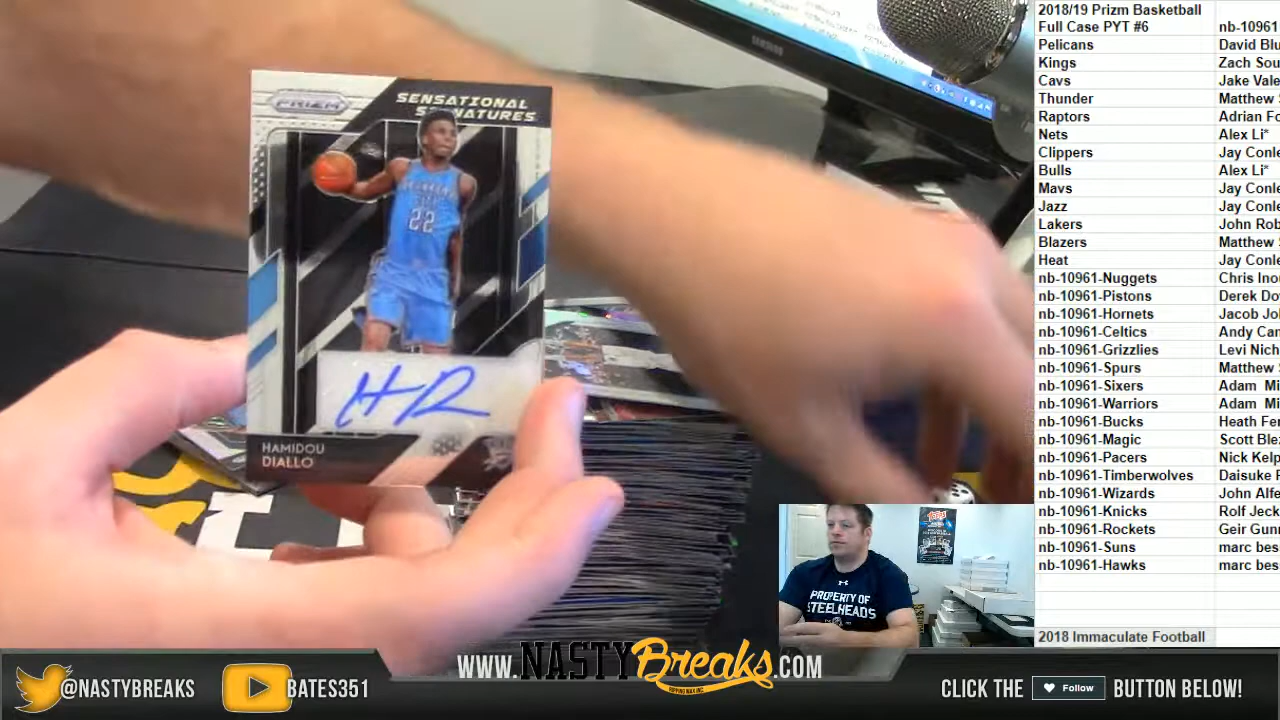 PRIZM
SENSATIONAL
SIGNATURES
22
HAMIDOU
DIALLO
SAMSUNG
2018/19 Prizm Basketball
Full Case PYT #6 nb-10961
Pelicans David Blu
Kings Zach Sou
Cavs Jake Vale
Thunder Matthew S
Raptors Adrian Fo
Nets Alex Li*
Clippers Jay Conle
Bulls Alex Li*
Mavs Jay Conle
Jazz Jay Conle
Lakers John Rob
Blazers Matthew S
Heat Jay Conle
nb-10961-Nuggets Chris Ino
nb-10961-Pistons Derek Do
nb-10961-Hornets Jacob Jo
nb-10961-Celtics Andy Can
nb-10961-Grizzlies Levi Nich
nb-10961-Spurs Matthew S
nb-10961-Sixers Adam Mi
nb-10961-Warriors Adam Mi
nb-10961-Bucks Heath Fer
nb-10961-Magic Scott Blez
nb-10961-Pacers Nick Kelp
nb-10961-Timberwolves Daisuke F
nb-10961-Wizards John Alfe
nb-10961-Knicks Rolf Jeck
nb-10961-Rockets Geir Gun
nb-10961-Suns marc bes
nb-10961-Hawks marc bes
2018 Immaculate Football
PROPERTY OF
STEELHEADS
@NASTYBREAKS
BATES351
WWW.NASTYBreaks.COM
CLICK THE Follow BUTTON BELOW!